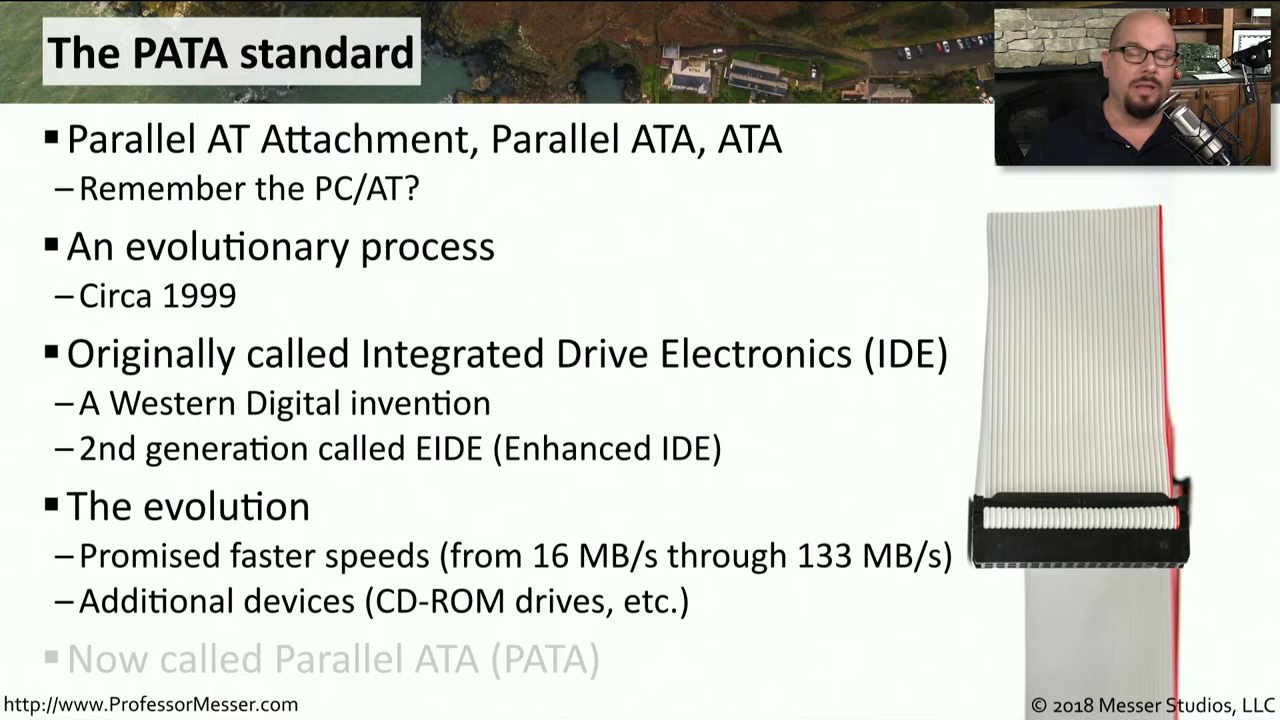 The PATA standard
▪ Parallel AT Attachment, Parallel ATA, ATA
– Remember the PC/AT?
▪ An evolutionary process
– Circa 1999
▪ Originally called Integrated Drive Electronics (IDE)
– A Western Digital invention
– 2nd generation called EIDE (Enhanced IDE)
▪ The evolution
– Promised faster speeds (from 16 MB/s through 133 MB/s)
– Additional devices (CD-ROM drives, etc.)
▪ Now called Parallel ATA (PATA)
http://www.ProfessorMesser.com
© 2018 Messer Studios, LLC